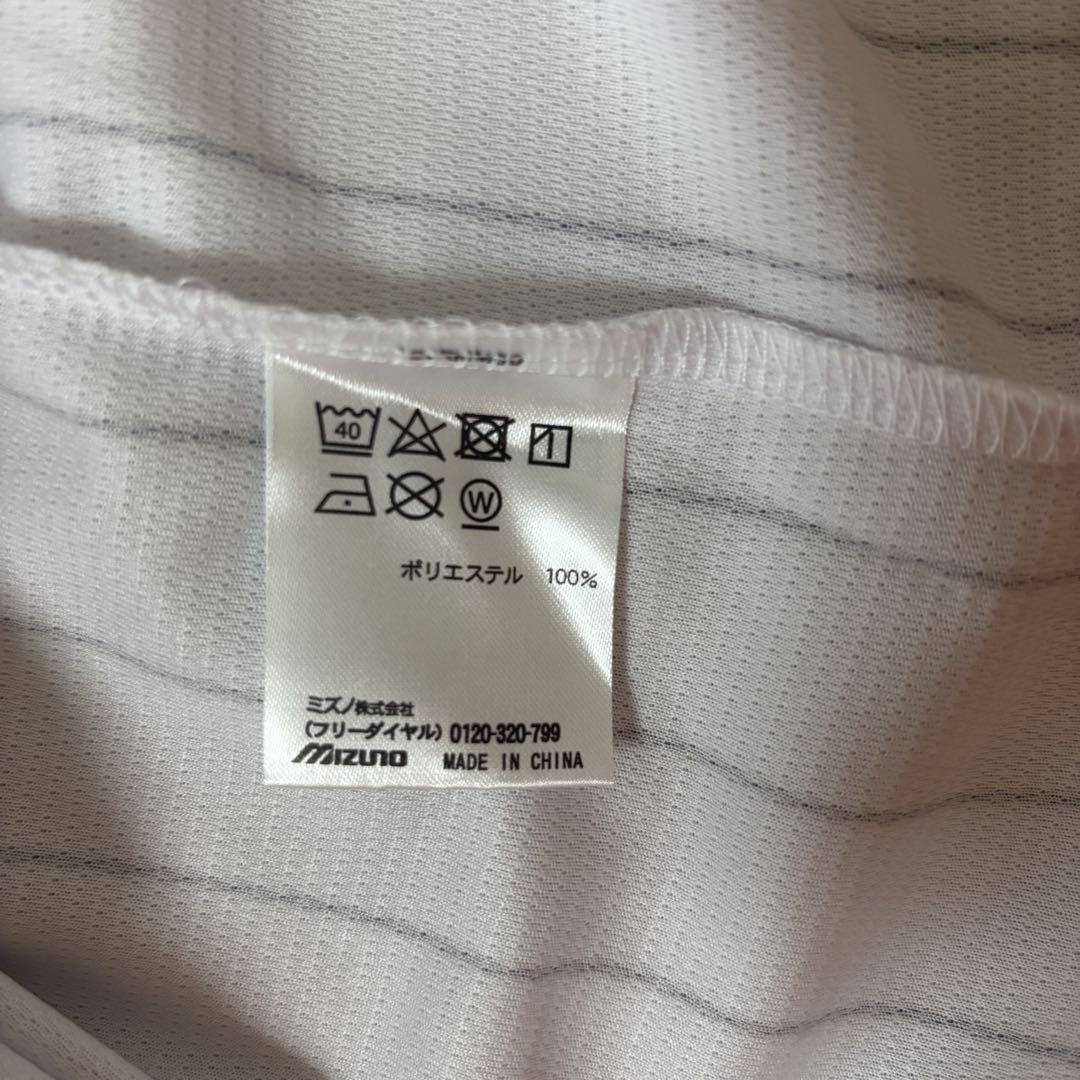 40
W
ポリエステル 100%
ミズノ株式会社
(フリーダイヤル) 0120-320-799
MIZUNO MADE IN CHINA